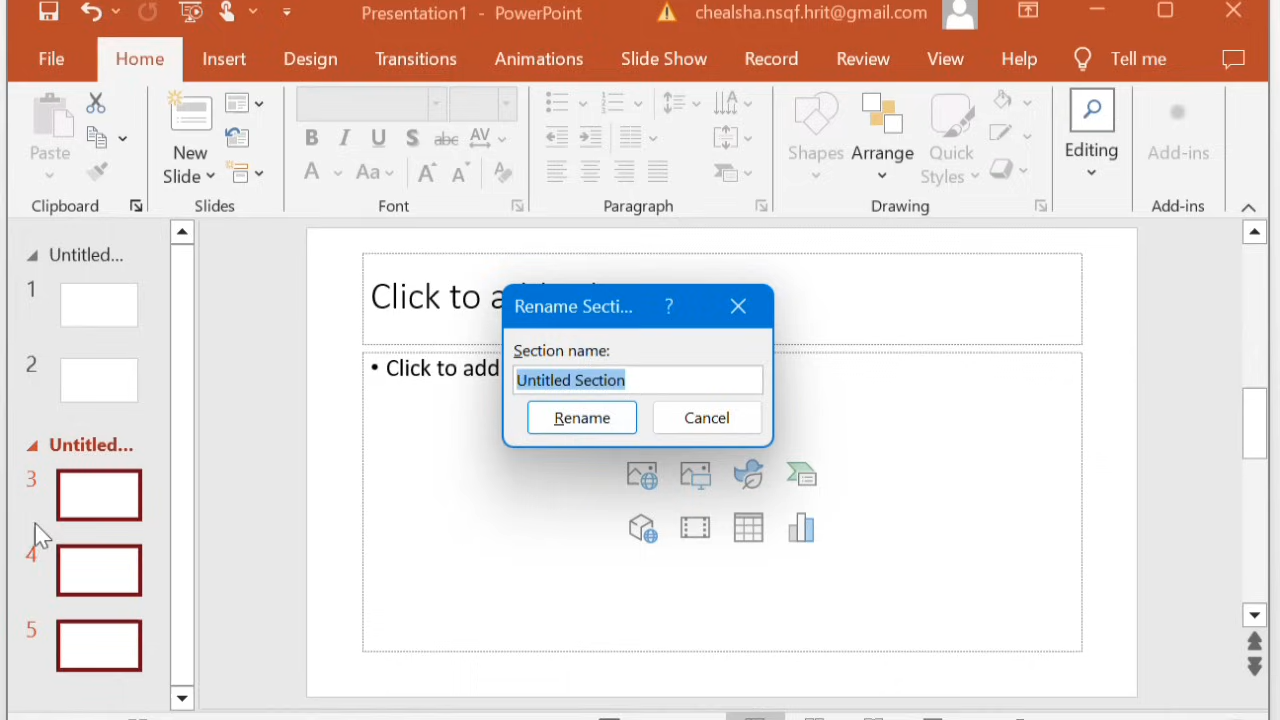 Presentation1 - PowerPoint
chealsha.nsqf.hrit@gmail.com
File Home Insert Design Transitions Animations Slide Show Record Review View Help Tell me
Paste
New Slide
B I U S abc AV
A Aa A A
Shapes Arrange Quick Styles
Editing
Add-ins
Clipboard Slides Font Paragraph Drawing Add-ins
Untitled...
1
2
Untitled...
3
4
5
Click to a
• Click to add
Rename Secti... ?
Section name:
Untitled Section
Rename Cancel